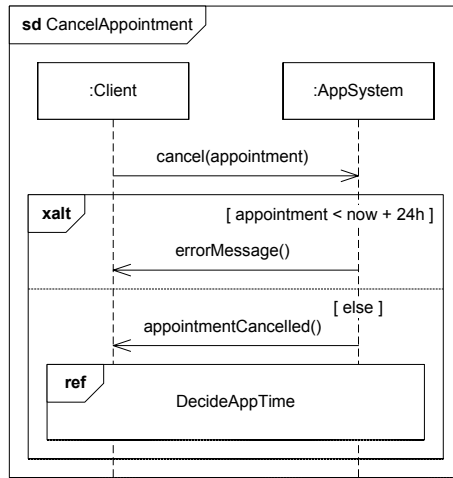 sd CancelAppointment
:Client
:AppSystem
cancel(appointment)
xalt
[ appointment < now + 24h ]
errorMessage()
[ else ]
appointmentCancelled()
ref
DecideAppTime